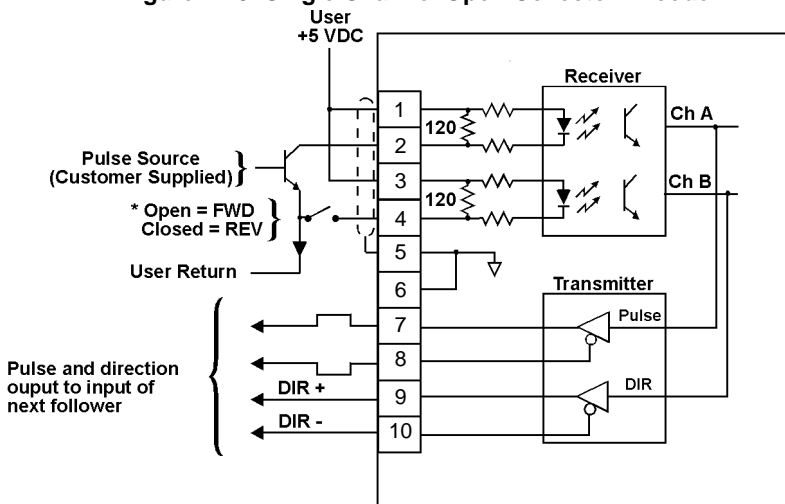 User
+5 VDC
Receiver
1
Ch A
120
2
Pulse Source
(Customer Supplied)
3
Ch B
120
* Open = FWD
Closed = REV
4
5
User Return
6
Transmitter
7
Pulse
8
Pulse and direction
ouput to input of
next follower
DIR +
9
DIR
DIR -
10